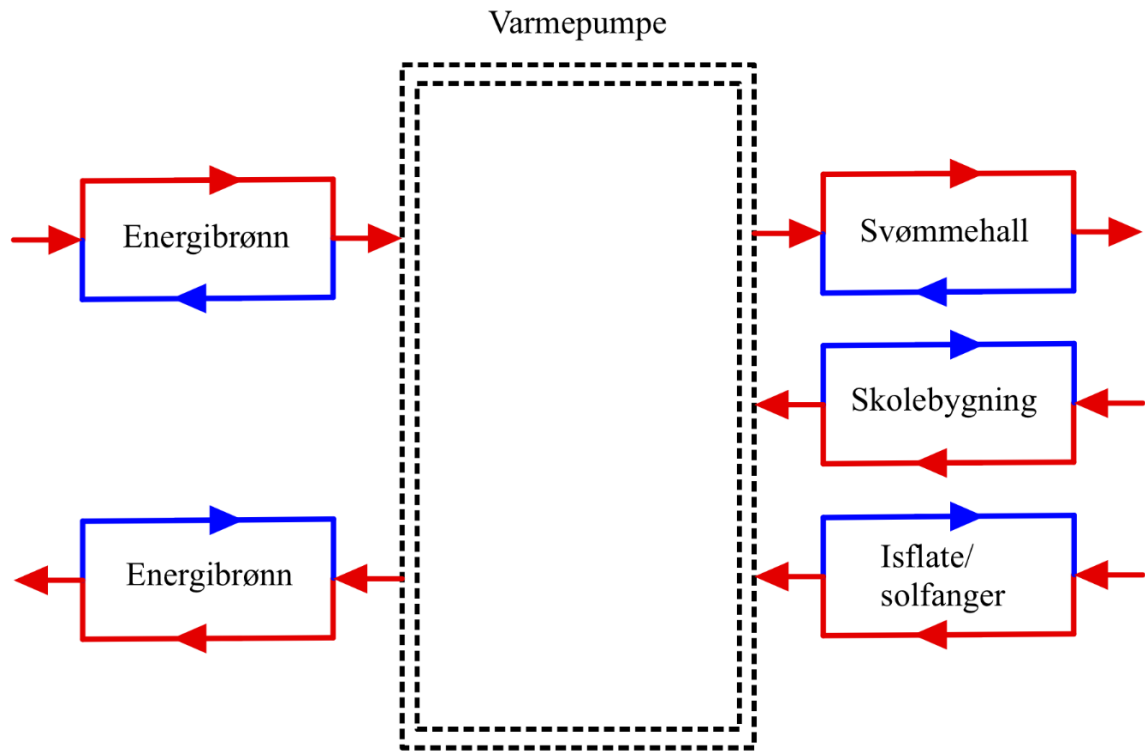 Varmepumpe
Energibrønn
Svømmehall
Skolebygning
Energibrønn
Isflate/
solfanger